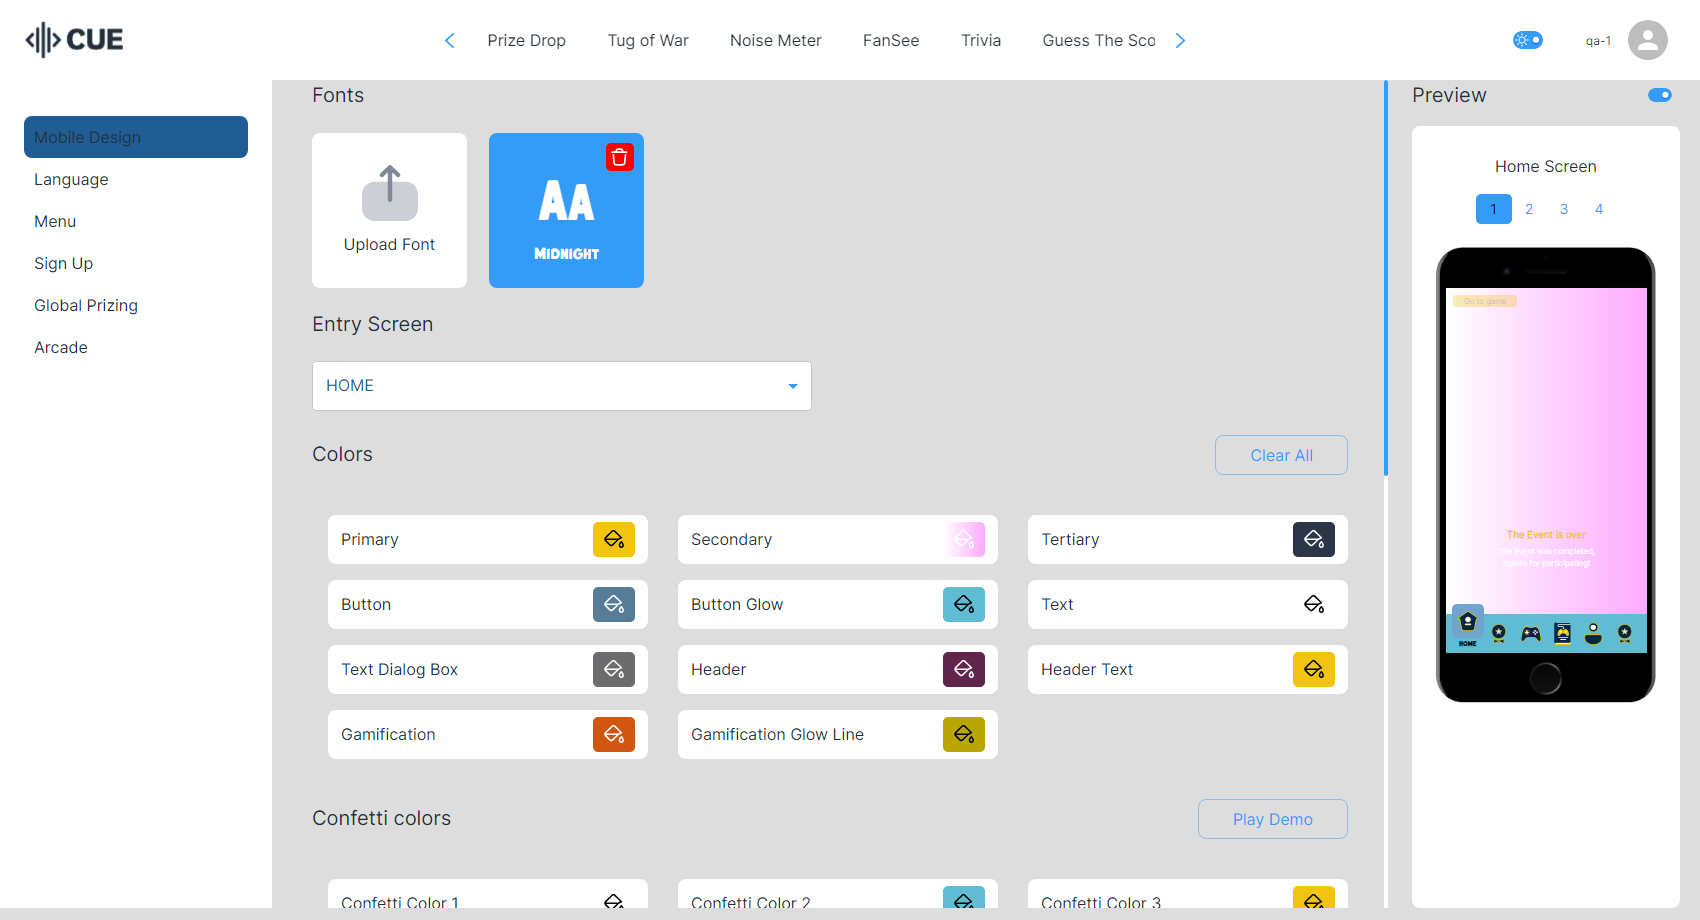 CUE
Prize Drop
Tug of War
Noise Meter
FanSee
Trivia
Guess The Sco
qa-1
Mobile Design
Language
Menu
Sign Up
Global Prizing
Arcade
Fonts
Upload Font
Aa
Midnight
Entry Screen
HOME
Colors
Clear All
Primary
Secondary
Tertiary
Button
Button Glow
Text
Text Dialog Box
Header
Header Text
Gamification
Gamification Glow Line
Confetti colors
Play Demo
Confetti Color 1
Confetti Color 2
Confetti Color 3
Preview
Home Screen
1 2 3 4
Go to game
The Event is over
The event was completed,
thanks for participating!
HOME